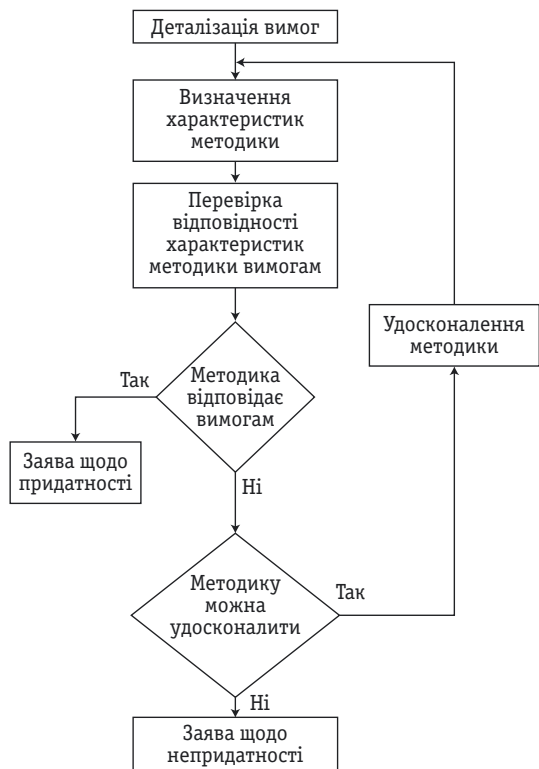 Деталізація вимог
Визначення
характеристик
методики
Перевірка
відповідності
характеристик
методики вимогам
Удосконалення
методики
Так
Методика
відповідає
вимогам
Заява щодо
придатності
Ні
Методику
можна
удосконалити
Так
Ні
Заява щодо
непридатності